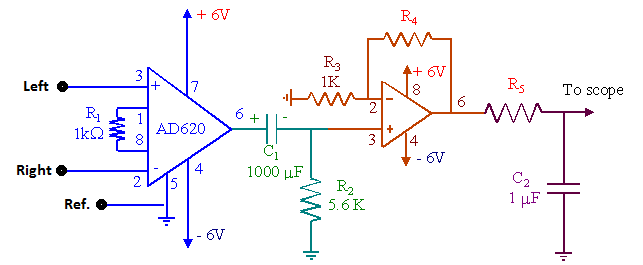 + 6V
R4
Left
3
+
7
R3
1K
+ 6V
8
R1
1kΩ
1
8
AD620
6
+
-
2
-
6
R5
To scope
C1
1000 μF
3
+
4
- 6V
Right
-
2
5
4
R2
5.6 K
C2
1 μF
Ref.
- 6V